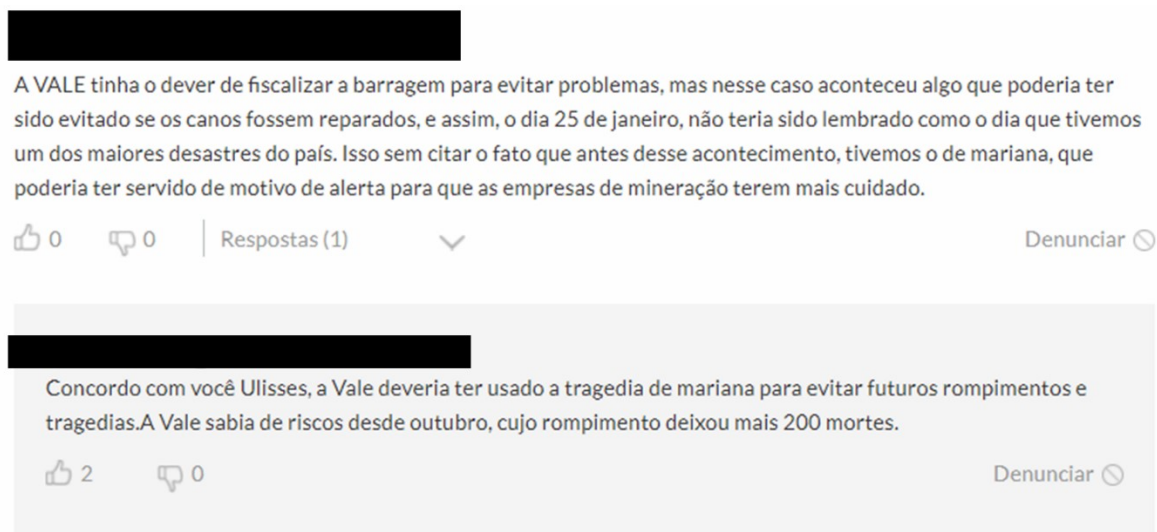 A VALE tinha o dever de fiscalizar a barragem para evitar problemas, mas nesse caso aconteceu algo que poderia ter
sido evitado se os canos fossem reparados, e assim, o dia 25 de janeiro, não teria sido lembrado como o dia que tivemos
um dos maiores desastres do país. Isso sem citar o fato que antes desse acontecimento, tivemos o de mariana, que
poderia ter servido de motivo de alerta para que as empresas de mineração terem mais cuidado.
0 0 Respostas (1) Denunciar
Concordo com você Ulisses, a Vale deveria ter usado a tragedia de mariana para evitar futuros rompimentos e
tragedias.A Vale sabia de riscos desde outubro, cujo rompimento deixou mais 200 mortes.
2 0 Denunciar